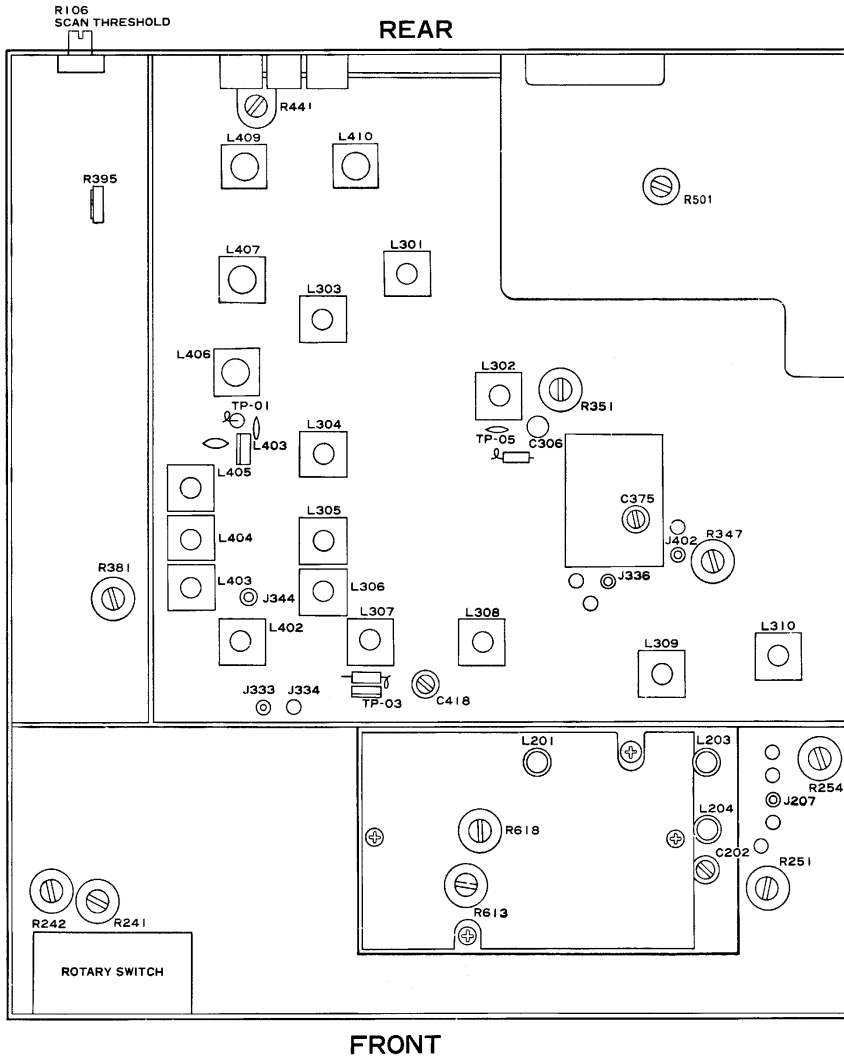 R106
SCAN THRESHOLD
REAR
R441
L409
L410
R395
R501
L407
L301
L303
L406
L302
R351
TP-01
L304
TP-05
C306
L403
L405
C375
L305
J402
R347
L404
R381
J336
L403
L306
J344
L307
L308
L402
L310
L309
J333
J334
TP-03
C418
L201
L203
R254
J207
L204
R618
C202
R251
R613
R242
R241
ROTARY SWITCH
FRONT